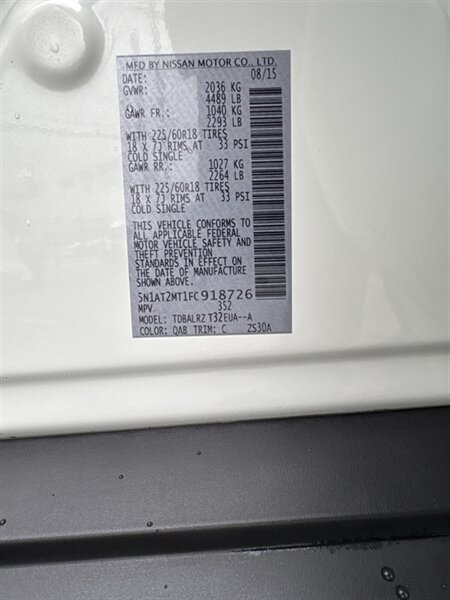 MFD BY NISSAN MOTOR CO., LTD.
DATE: 08/15
GVWR: 2036 KG
4489 LB
GAWR FR.: 1040 KG
2293 LB
WITH 225/60R18 TIRES
18 X 7J RIMS AT 33 PSI
COLD SINGLE
GAWR RR.: 1027 KG
2264 LB
WITH 225/60R18 TIRES
18 X 7J RIMS AT 33 PSI
COLD SINGLE
THIS VEHICLE CONFORMS TO
ALL APPLICABLE FEDERAL
MOTOR VEHICLE SAFETY AND
THEFT PREVENTION
STANDARDS IN EFFECT ON
THE DATE OF MANUFACTURE
SHOWN ABOVE.
5N1AT2MT1FC918726
MPV 352
MODEL: TDBALRZ T32EUA--A
COLOR: QAB TRIM: C ZS30A